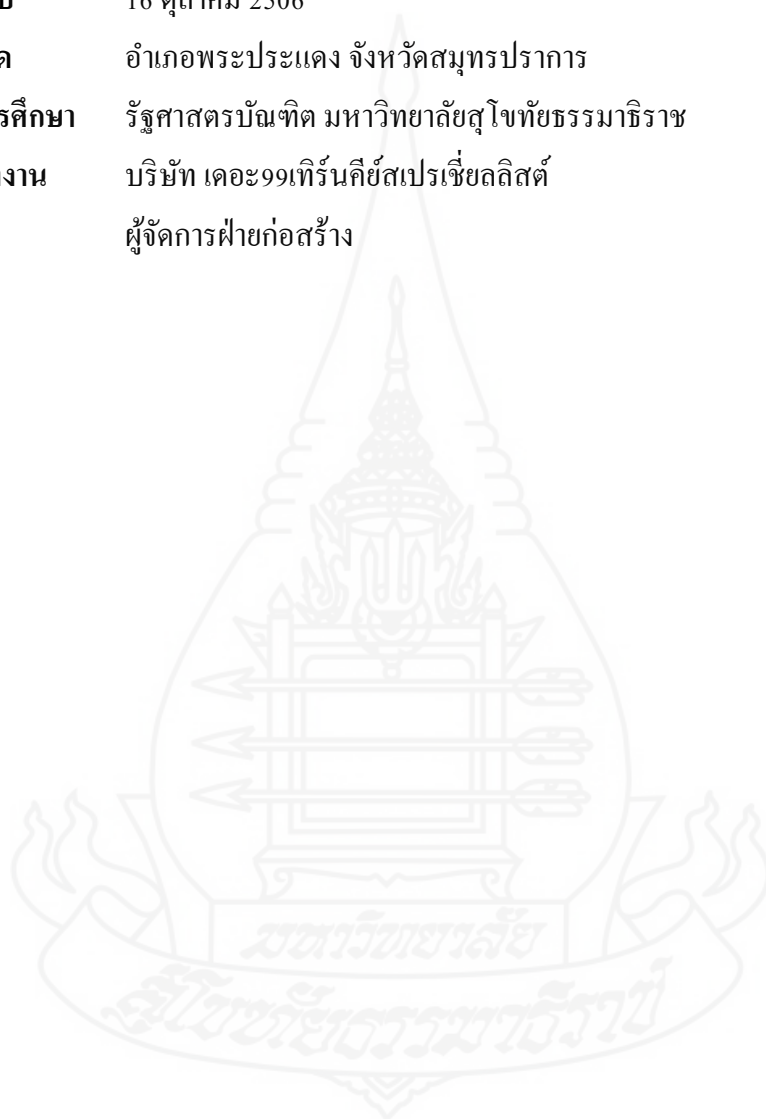 16 ตุลาคม 2506
อำเภอพระประแดง จังหวัดสมุทรปราการ
รศึกษา รัฐศาสตรบัณฑิต มหาวิทยาลัยสุโขทัยธรรมาธิราช
งาน บริษัท เดอะ99เทิร์นคีย์สเปรเชี่ยลลิสต์
ผู้จัดการฝ่ายก่อสร้าง
มหาวิทยาลัย
สุโขทัยธรรมาธิราช